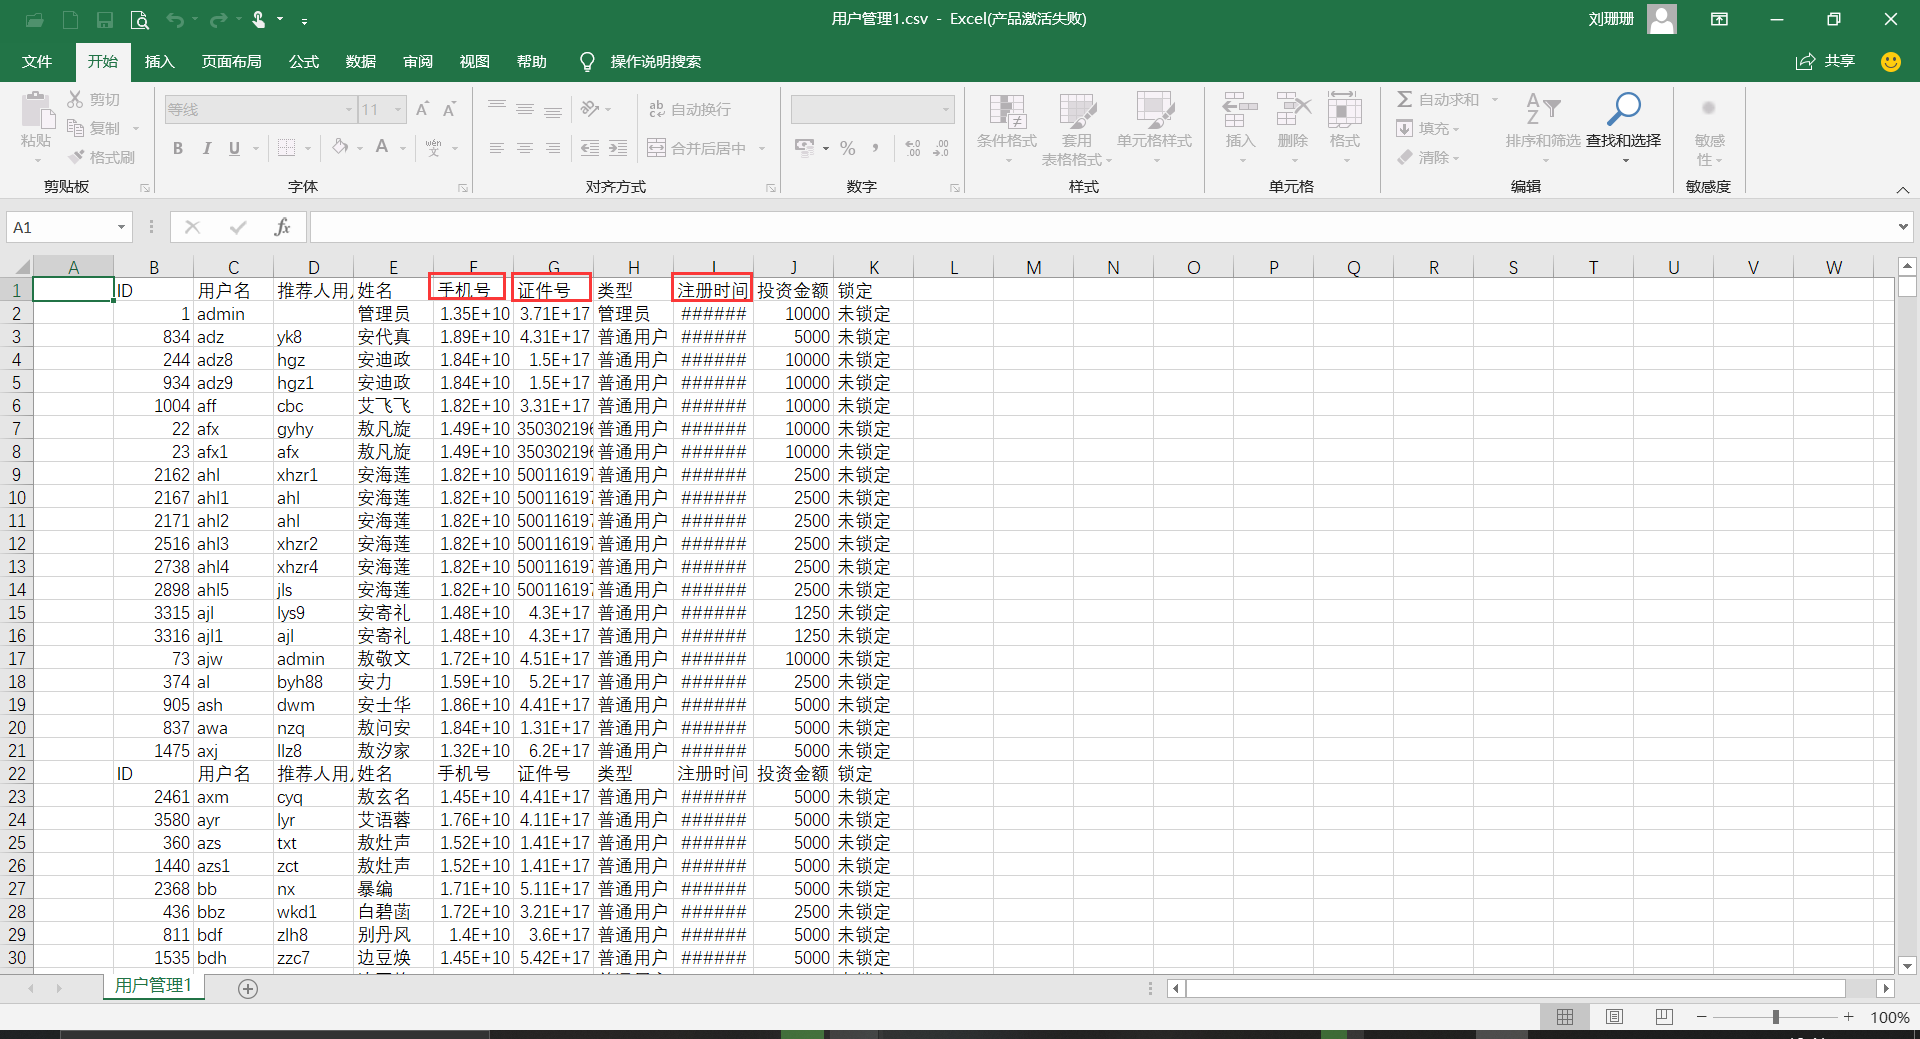 用户管理1.csv - Excel(产品激活失败)
刘珊珊
文件 开始 插入 页面布局 公式 数据 审阅 视图 帮助 操作说明搜索
共享
粘贴 剪切 复制 格式刷
等线 11
B I U A wén 文
ab 自动换行
合并后居中
% ,
条件格式 套用 表格格式 单元格样式
插入 删除 格式
自动求和 填充 清除
排序和筛选 查找和选择
敏感性
剪贴板 字体 对齐方式 数字 样式 单元格 编辑 敏感度
A1 fx
A B C D E F G H I J K L M N O P Q R S T U V W
1 ID 用户名 推荐人用 姓名 手机号 证件号 类型 注册时间 投资金额 锁定
2 1 admin 管理员 1.35E+10 3.71E+17 管理员 ###### 10000 未锁定
3 834 adz yk8 安代真 1.89E+10 4.31E+17 普通用户 ###### 5000 未锁定
4 244 adz8 hgz 安迪政 1.84E+10 1.5E+17 普通用户 ###### 10000 未锁定
5 934 adz9 hgz1 安迪政 1.84E+10 1.5E+17 普通用户 ###### 10000 未锁定
6 1004 aff cbc 艾飞飞 1.82E+10 3.31E+17 普通用户 ###### 10000 未锁定
7 22 afx gyhy 敖凡旋 1.49E+10 350302196 普通用户 ###### 10000 未锁定
8 23 afx1 afx 敖凡旋 1.49E+10 350302196 普通用户 ###### 10000 未锁定
9 2162 ahl xhzr1 安海莲 1.82E+10 500116197 普通用户 ###### 2500 未锁定
10 2167 ahl1 ahl 安海莲 1.82E+10 500116197 普通用户 ###### 2500 未锁定
11 2171 ahl2 ahl 安海莲 1.82E+10 500116197 普通用户 ###### 2500 未锁定
12 2516 ahl3 xhzr2 安海莲 1.82E+10 500116197 普通用户 ###### 2500 未锁定
13 2738 ahl4 xhzr4 安海莲 1.82E+10 500116197 普通用户 ###### 2500 未锁定
14 2898 ahl5 jls 安海莲 1.82E+10 500116197 普通用户 ###### 2500 未锁定
15 3315 ajl lys9 安寄礼 1.48E+10 4.3E+17 普通用户 ###### 1250 未锁定
16 3316 ajl1 ajl 安寄礼 1.48E+10 4.3E+17 普通用户 ###### 1250 未锁定
17 73 ajw admin 敖敬文 1.72E+10 4.51E+17 普通用户 ###### 10000 未锁定
18 374 al byh88 安力 1.59E+10 5.2E+17 普通用户 ###### 2500 未锁定
19 905 ash dwm 安士华 1.86E+10 4.41E+17 普通用户 ###### 5000 未锁定
20 837 awa nzq 敖问安 1.84E+10 1.31E+17 普通用户 ###### 5000 未锁定
21 1475 axj llz8 敖汐家 1.32E+10 6.2E+17 普通用户 ###### 5000 未锁定
22 ID 用户名 推荐人用 姓名 手机号 证件号 类型 注册时间 投资金额 锁定
23 2461 axm cyq 敖玄名 1.45E+10 4.41E+17 普通用户 ###### 5000 未锁定
24 3580 ayr lyr 艾语蓉 1.76E+10 4.11E+17 普通用户 ###### 5000 未锁定
25 360 azs txt 敖灶声 1.52E+10 1.41E+17 普通用户 ###### 5000 未锁定
26 1440 azs1 zct 敖灶声 1.52E+10 1.41E+17 普通用户 ###### 5000 未锁定
27 2368 bb nx 暴编 1.71E+10 5.11E+17 普通用户 ###### 5000 未锁定
28 436 bbz wkd1 白碧菡 1.72E+10 3.21E+17 普通用户 ###### 2500 未锁定
29 811 bdf zlh8 别丹风 1.4E+10 3.6E+17 普通用户 ###### 5000 未锁定
30 1535 bdh zzc7 边豆焕 1.45E+10 5.42E+17 普通用户 ###### 5000 未锁定
用户管理1
100%